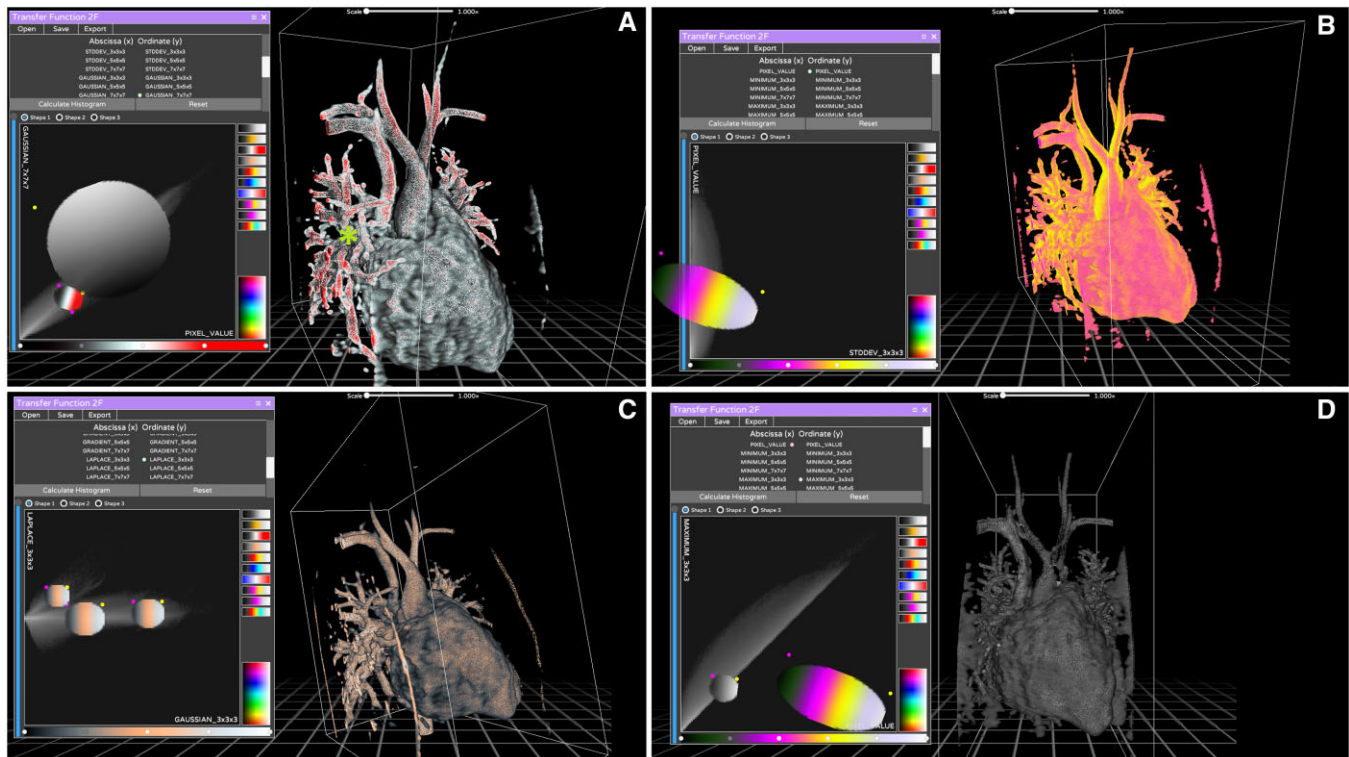 Transfer Function 2F
Open Save Export
Abscissa (x) Ordinate (y)
STDDEV_3x3x3 STDDEV_3x3x3
STDDEV_5x5x5 STDDEV_5x5x5
STDDEV_7x7x7 STDDEV_7x7x7
GAUSSIAN_3x3x3 GAUSSIAN_3x3x3
GAUSSIAN_5x5x5 GAUSSIAN_5x5x5
GAUSSIAN_7x7x7 GAUSSIAN_7x7x7
Calculate Histogram Reset
Shape 1 Shape 2 Shape 3
GAUSSIAN_7x7x7
PIXEL_VALUE
Scale 1.000x
A
Transfer Function 2F
Open Save Export
Abscissa (x) Ordinate (y)
PIXEL_VALUE PIXEL_VALUE
MINIMUM_3x3x3 MINIMUM_3x3x3
MINIMUM_5x5x5 MINIMUM_5x5x5
MINIMUM_7x7x7 MINIMUM_7x7x7
MAXIMUM_3x3x3 MAXIMUM_3x3x3
MAXIMUM_5x5x5 MAXIMUM_5x5x5
Calculate Histogram Reset
Shape 1 Shape 2 Shape 3
PIXEL_VALUE
STDDEV_3x3x3
Scale 1.000x
B
Transfer Function 2F
Open Save Export
Abscissa (x) Ordinate (y)
GRADIENT_5x5x5 GRADIENT_5x5x5
GRADIENT_7x7x7 GRADIENT_7x7x7
LAPLACE_3x3x3 LAPLACE_3x3x3
LAPLACE_5x5x5 LAPLACE_5x5x5
LAPLACE_7x7x7 LAPLACE_7x7x7
Calculate Histogram Reset
Shape 1 Shape 2 Shape 3
LAPLACE_3x3x3
GAUSSIAN_3x3x3
Scale 1.000x
C
Transfer Function 2F
Open Save Export
Abscissa (x) Ordinate (y)
PIXEL_VALUE PIXEL_VALUE
MINIMUM_3x3x3 MINIMUM_3x3x3
MINIMUM_5x5x5 MINIMUM_5x5x5
MINIMUM_7x7x7 MINIMUM_7x7x7
MAXIMUM_3x3x3 MAXIMUM_3x3x3
MAXIMUM_5x5x5 MAXIMUM_5x5x5
Calculate Histogram Reset
Shape 1 Shape 2 Shape 3
MAXIMUM_3x3x3
PIXEL_VALUE
Scale 1.000x
D